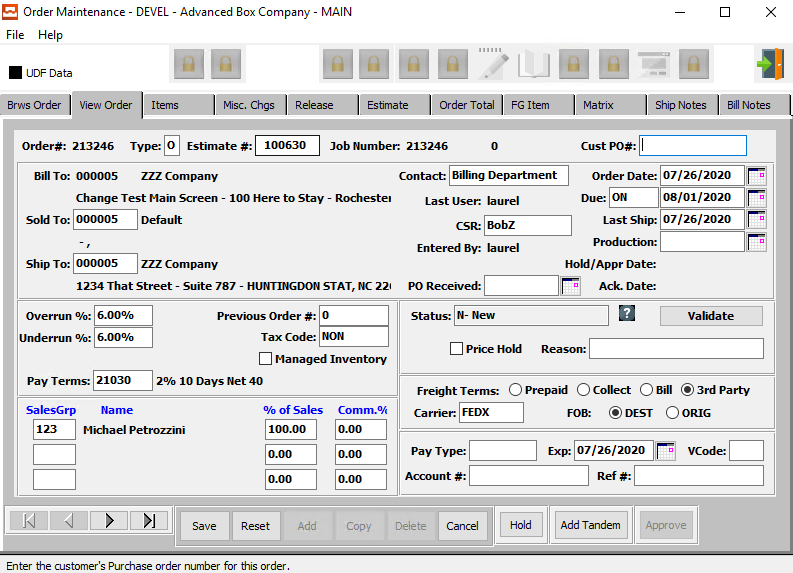 Order Maintenance - DEVEL - Advanced Box Company - MAIN
File Help
UDF Data
Brws Order View Order Items Misc. Chgs Release Estimate Order Total FG Item Matrix Ship Notes Bill Notes
Order#: 213246 Type: O Estimate #: 100630 Job Number: 213246 0 Cust PO#:
Bill To: 000005 ZZZ Company Contact: Billing Department Order Date: 07/26/2020
Change Test Main Screen - 100 Here to Stay - Rochester Last User: laurel Due: ON 08/01/2020
Sold To: 000005 Default CSR: BobZ Last Ship: 07/26/2020
- , Entered By: laurel Production:
Ship To: 000005 ZZZ Company Hold/Appr Date:
1234 That Street - Suite 787 - HUNTINGDON STAT, NC 226 PO Received: Ack. Date:
Overrun %: 6.00% Previous Order #: 0 Status: N- New ? Validate
Underrun %: 6.00% Tax Code: NON
Managed Inventory Price Hold Reason:
Pay Terms: 21030 2% 10 Days Net 40 Freight Terms: Prepaid Collect Bill 3rd Party
SalesGrp Name % of Sales Comm.% Carrier: FEDX FOB: DEST ORIG
123 Michael Petrozzini 100.00 0.00
0.00 0.00 Pay Type: Exp: 07/26/2020 VCode:
0.00 0.00 Account #: Ref #:
Save Reset Add Copy Delete Cancel Hold Add Tandem Approve
Enter the customer's Purchase order number for this order.